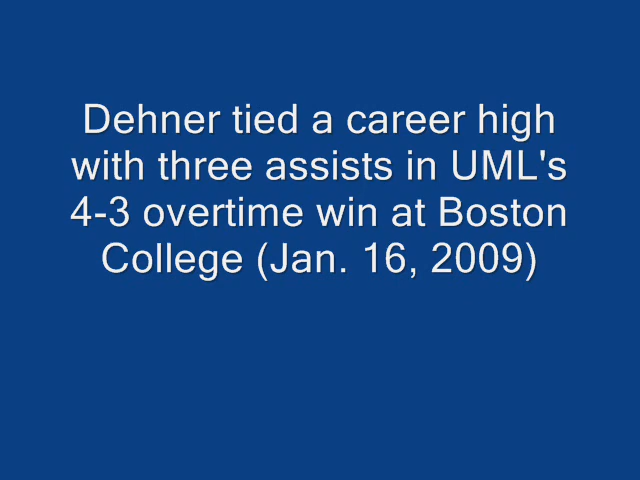 Dehner tied a career high
with three assists in UML's
4-3 overtime win at Boston
College (Jan. 16, 2009)